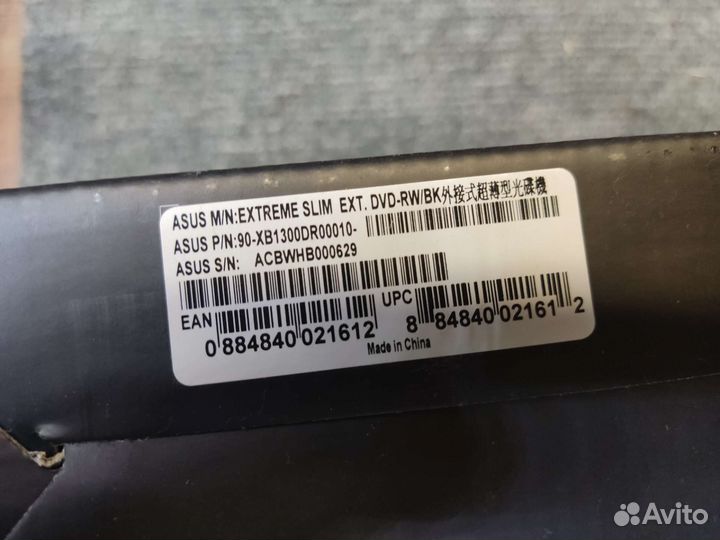 ASUS M/N:EXTREME SLIM EXT. DVD-RW/BK外接式超薄型光碟機
ASUS P/N:90-XB1300DR00010-
ASUS S/N: ACBWHB000629
EAN 0 884840 021612 UPC 8 84840 02161 2
Made in China
Avito